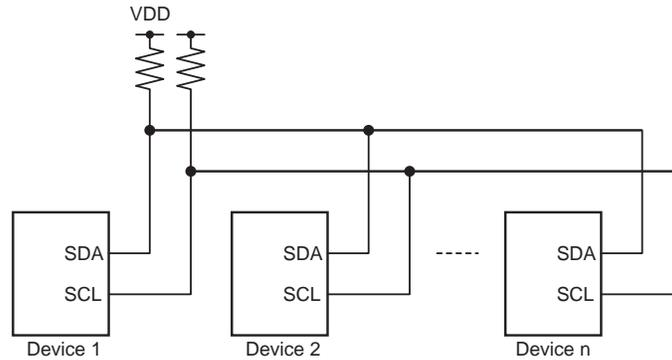 VDD
SDA
SCL
Device 1
SDA
SCL
Device 2
SDA
SCL
Device n